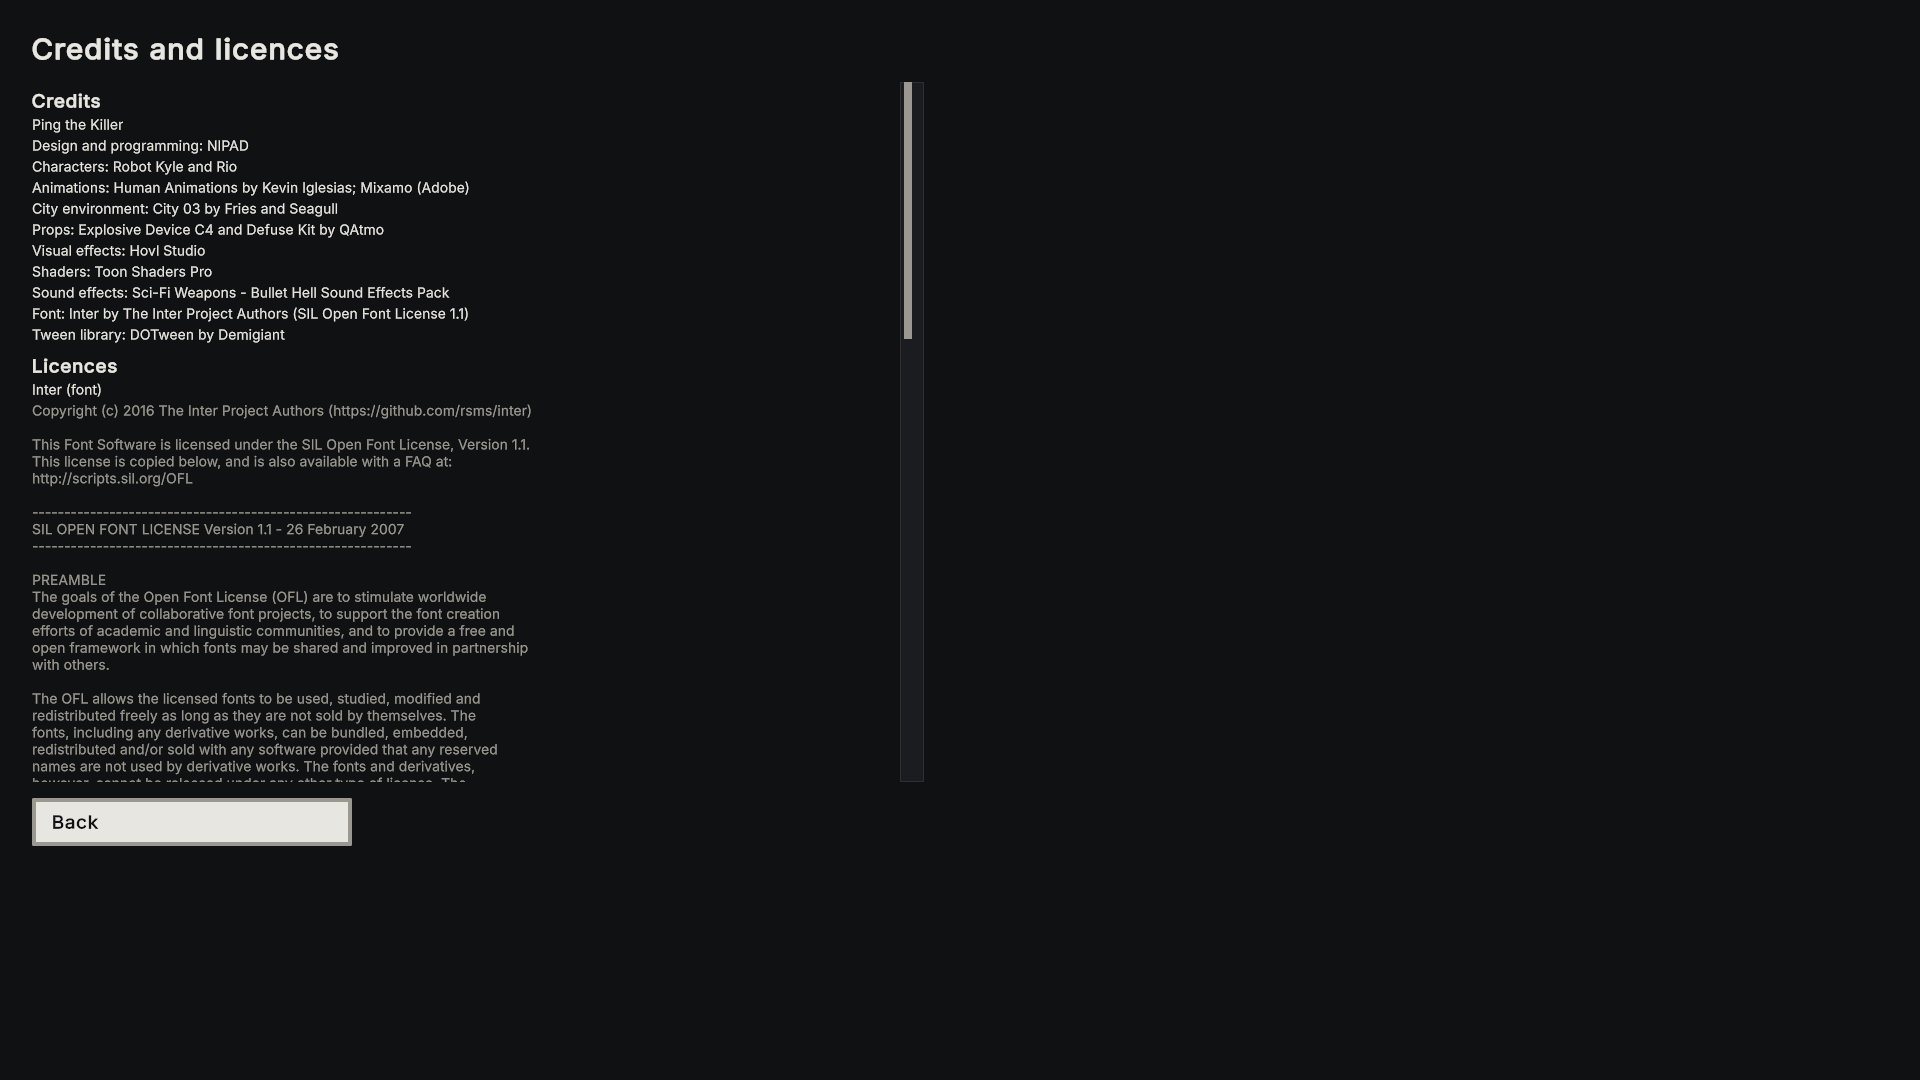 Credits and licences
Credits
Ping the Killer
Design and programming: NIPAD
Characters: Robot Kyle and Rio
Animations: Human Animations by Kevin Iglesias; Mixamo (Adobe)
City environment: City 03 by Fries and Seagull
Props: Explosive Device C4 and Defuse Kit by QAtmo
Visual effects: Hovl Studio
Shaders: Toon Shaders Pro
Sound effects: Sci-Fi Weapons - Bullet Hell Sound Effects Pack
Font: Inter by The Inter Project Authors (SIL Open Font License 1.1)
Tween library: DOTween by Demigiant
Licences
Inter (font)
Copyright (c) 2016 The Inter Project Authors (https://github.com/rsms/inter)
This Font Software is licensed under the SIL Open Font License, Version 1.1.
This license is copied below, and is also available with a FAQ at:
http://scripts.sil.org/OFL
-----------------------------------------------------------
SIL OPEN FONT LICENSE Version 1.1 - 26 February 2007
-----------------------------------------------------------
PREAMBLE
The goals of the Open Font License (OFL) are to stimulate worldwide
development of collaborative font projects, to support the font creation
efforts of academic and linguistic communities, and to provide a free and
open framework in which fonts may be shared and improved in partnership
with others.
The OFL allows the licensed fonts to be used, studied, modified and
redistributed freely as long as they are not sold by themselves. The
fonts, including any derivative works, can be bundled, embedded,
redistributed and/or sold with any software provided that any reserved
names are not used by derivative works. The fonts and derivatives,
however, cannot be released under any other type of license. The
Back